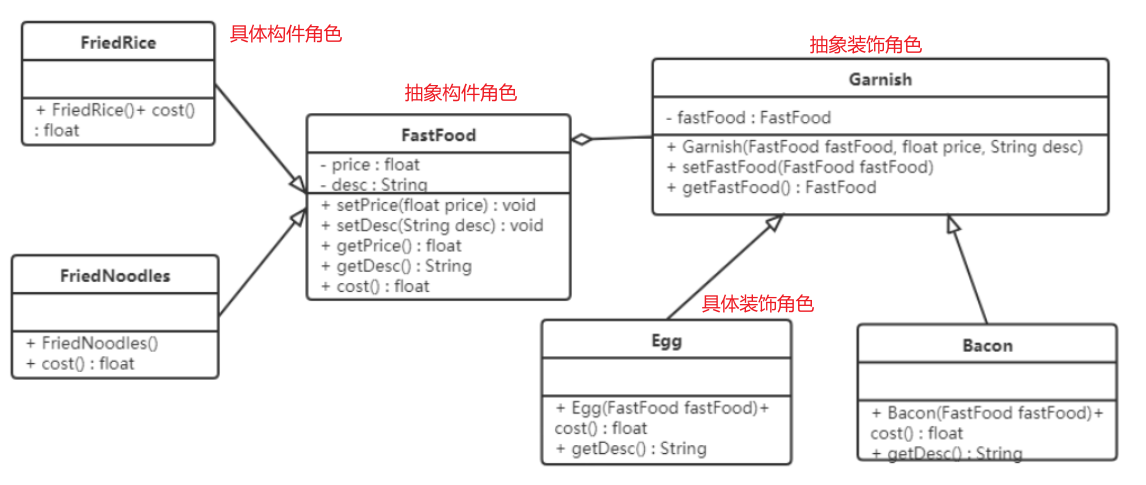 FriedRice
+ FriedRice()+ cost()
: float
具体构件角色
抽象构件角色
FastFood
- price : float
- desc : String
+ setPrice(float price) : void
+ setDesc(String desc) : void
+ getPrice() : float
+ getDesc() : String
+ cost() : float
FriedNoodles
+ FriedNoodles()
+ cost() : float
抽象装饰角色
Garnish
- fastFood : FastFood
+ Garnish(FastFood fastFood, float price, String desc)
+ setFastFood(FastFood fastFood)
+ getFastFood() : FastFood
具体装饰角色
Egg
+ Egg(FastFood fastFood)+
cost() : float
+ getDesc() : String
Bacon
+ Bacon(FastFood fastFood)+
cost() : float
+ getDesc() : String